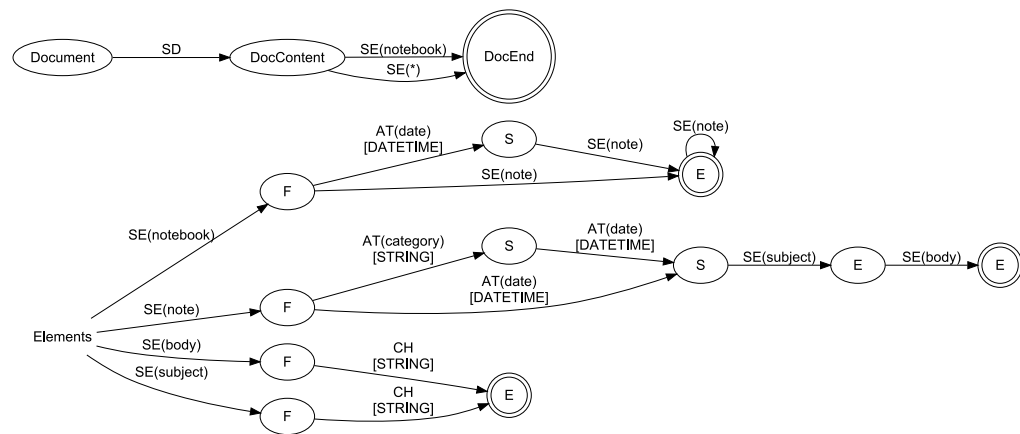 Document
SD
DocContent
SE(notebook)
SE(*)
DocEnd
AT(date)
[DATETIME]
S
SE(note)
SE(note)
SE(note)
E
F
SE(notebook)
AT(category)
[STRING]
S
AT(date)
[DATETIME]
AT(date)
[DATETIME]
S
SE(subject)
E
SE(body)
E
SE(note)
F
Elements
SE(body)
F
CH
[STRING]
SE(subject)
F
CH
[STRING]
E